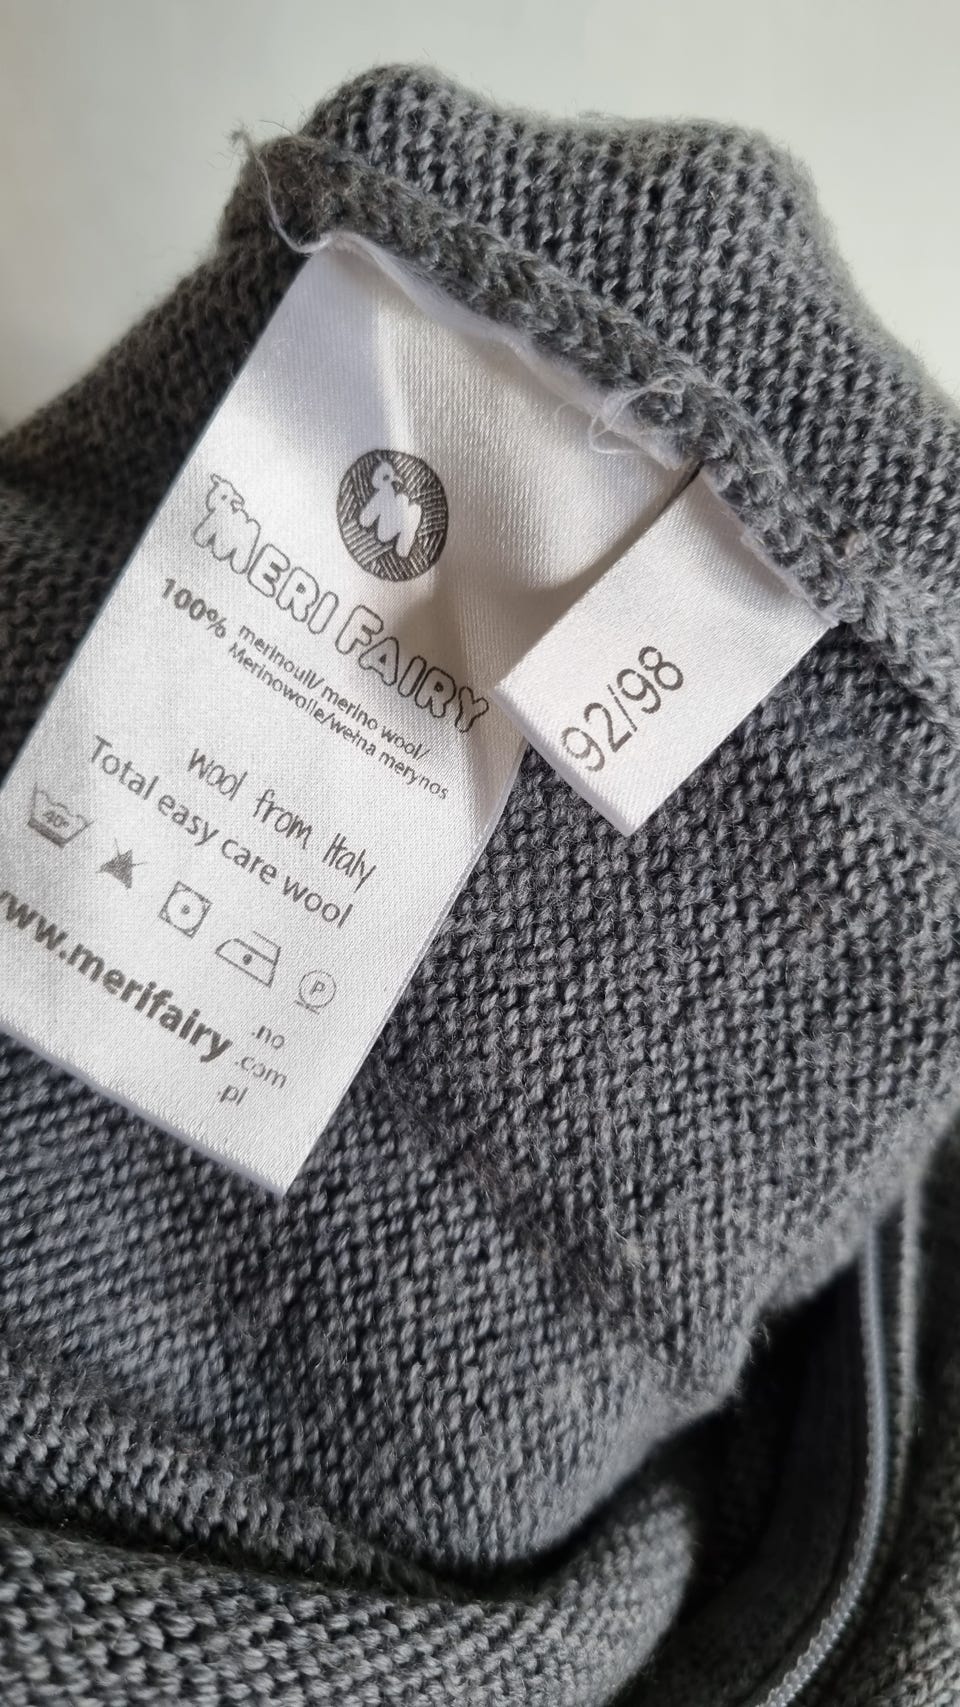 MERI FAIRY
100% merinoull/ merino wool/
Merinowolle/wełna merynos
Wool from Italy
Total easy care wool
40°
P
www.merifairy .no
.com
.pl
92/98